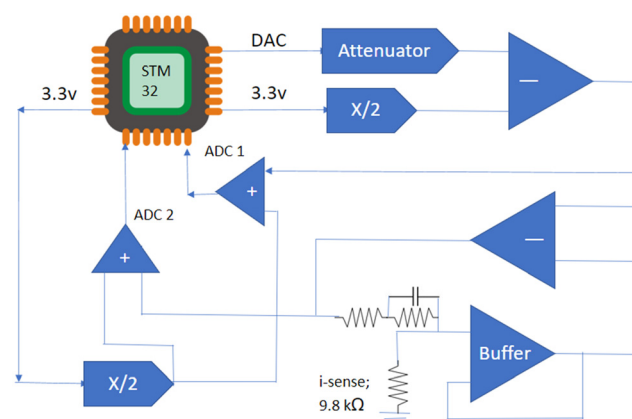 DAC
Attenuator
STM
32
3.3v
3.3v
X/2
—
ADC 1
+
ADC 2
+
—
X/2
i-sense;
9.8 kΩ
Buffer